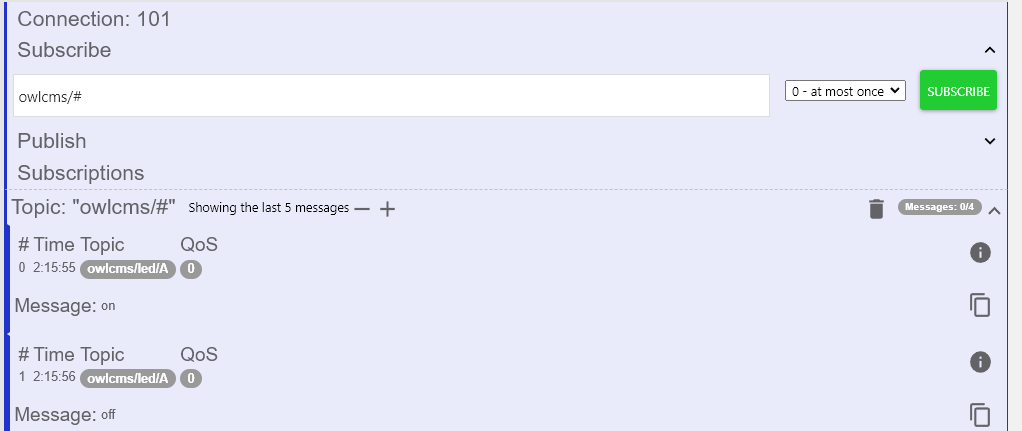 Connection: 101
Subscribe
owlcms/#
0 - at most once
SUBSCRIBE
Publish
Subscriptions
Topic: "owlcms/#" Showing the last 5 messages
Messages: 0/4
# Time Topic QoS
0 2:15:55 owlcms/led/A 0
Message: on
# Time Topic QoS
1 2:15:56 owlcms/led/A 0
Message: off